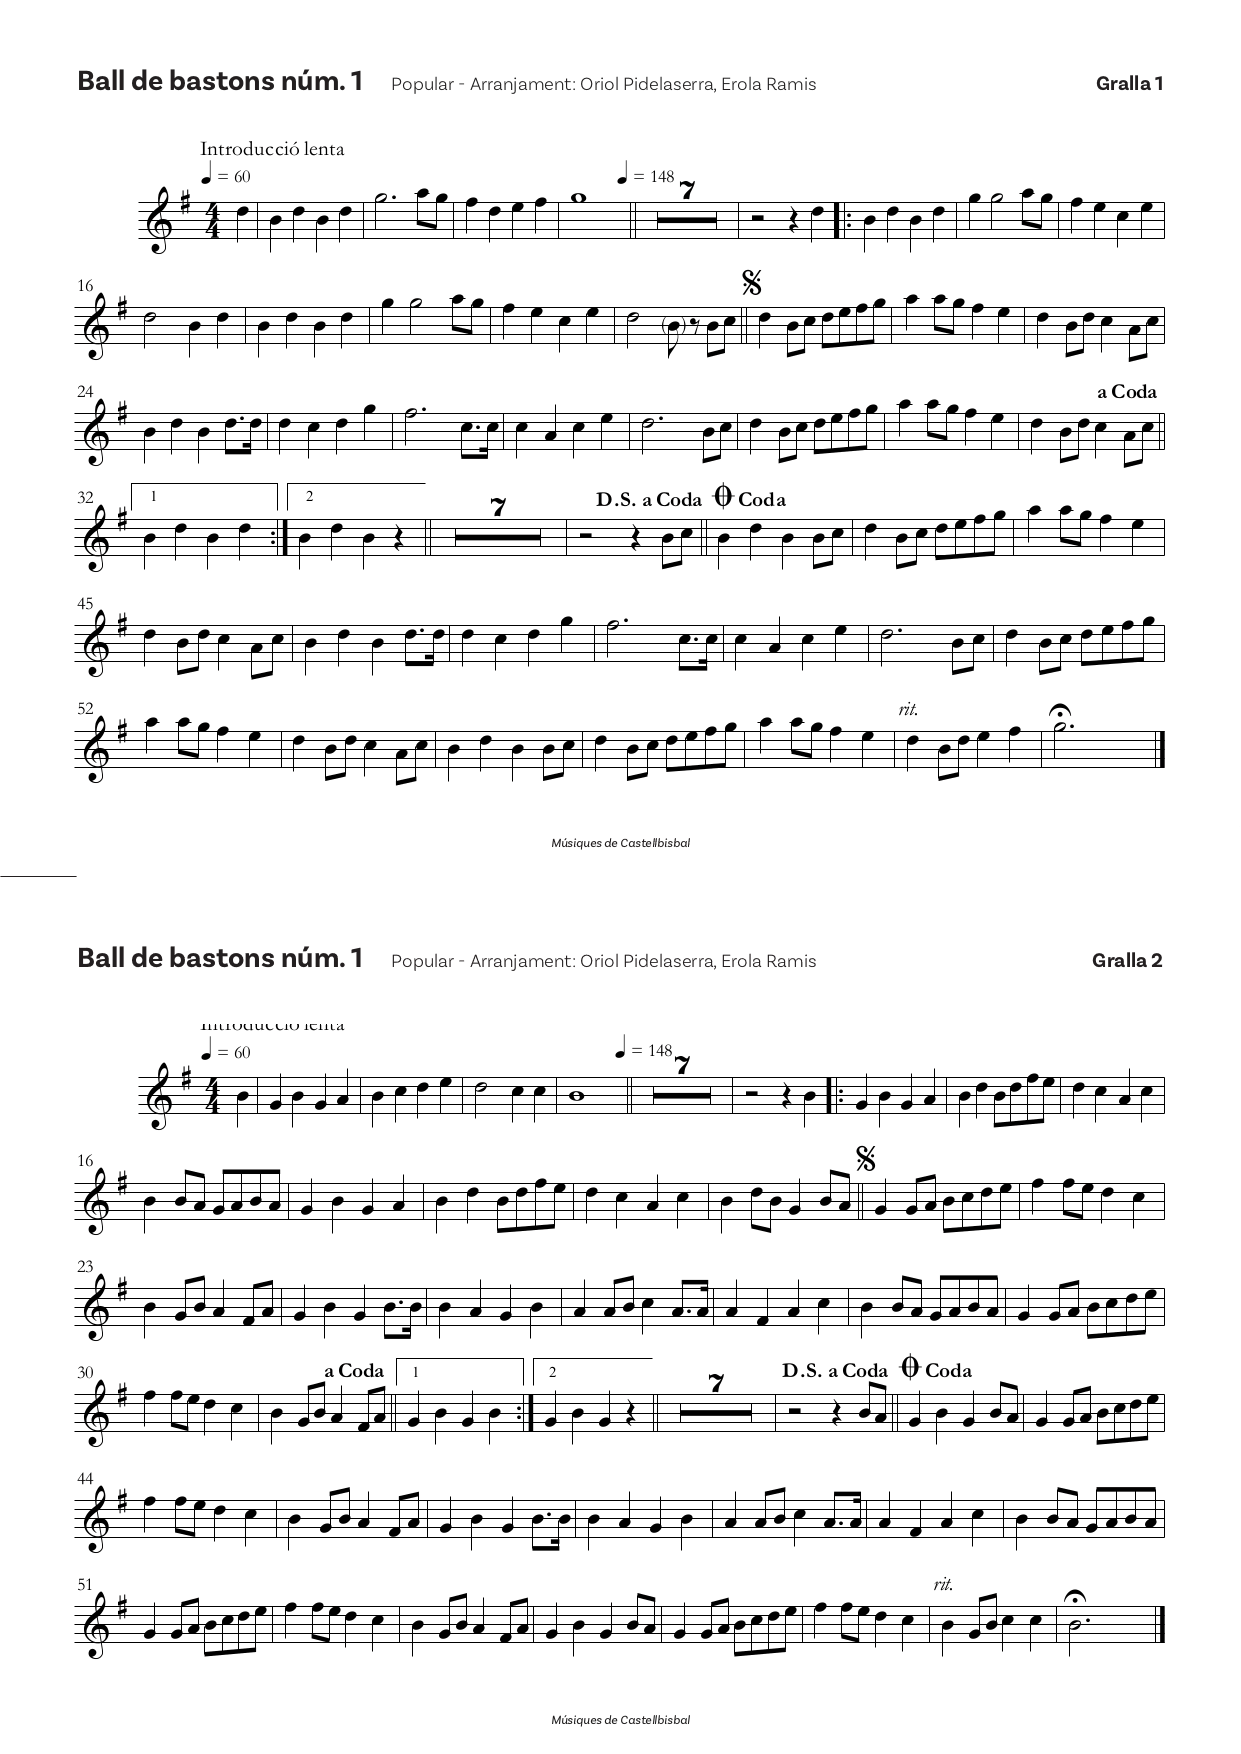 Ball de bastons núm. 1 Popular - Arranjament: Oriol Pidelaserra, Erola Ramis Gralla 1
Introducció lenta
= 60 = 148 7
16
24 a Coda
32 1 2 7 D.S. a Coda Coda
45
52 rit.
Músiques de Castellbisbal
Ball de bastons núm. 1 Popular - Arranjament: Oriol Pidelaserra, Erola Ramis Gralla 2
Introducció lenta
= 60 = 148 7
16
23
30 a Coda 1 2 7 D.S. a Coda Coda
44
51 rit.
Músiques de Castellbisbal